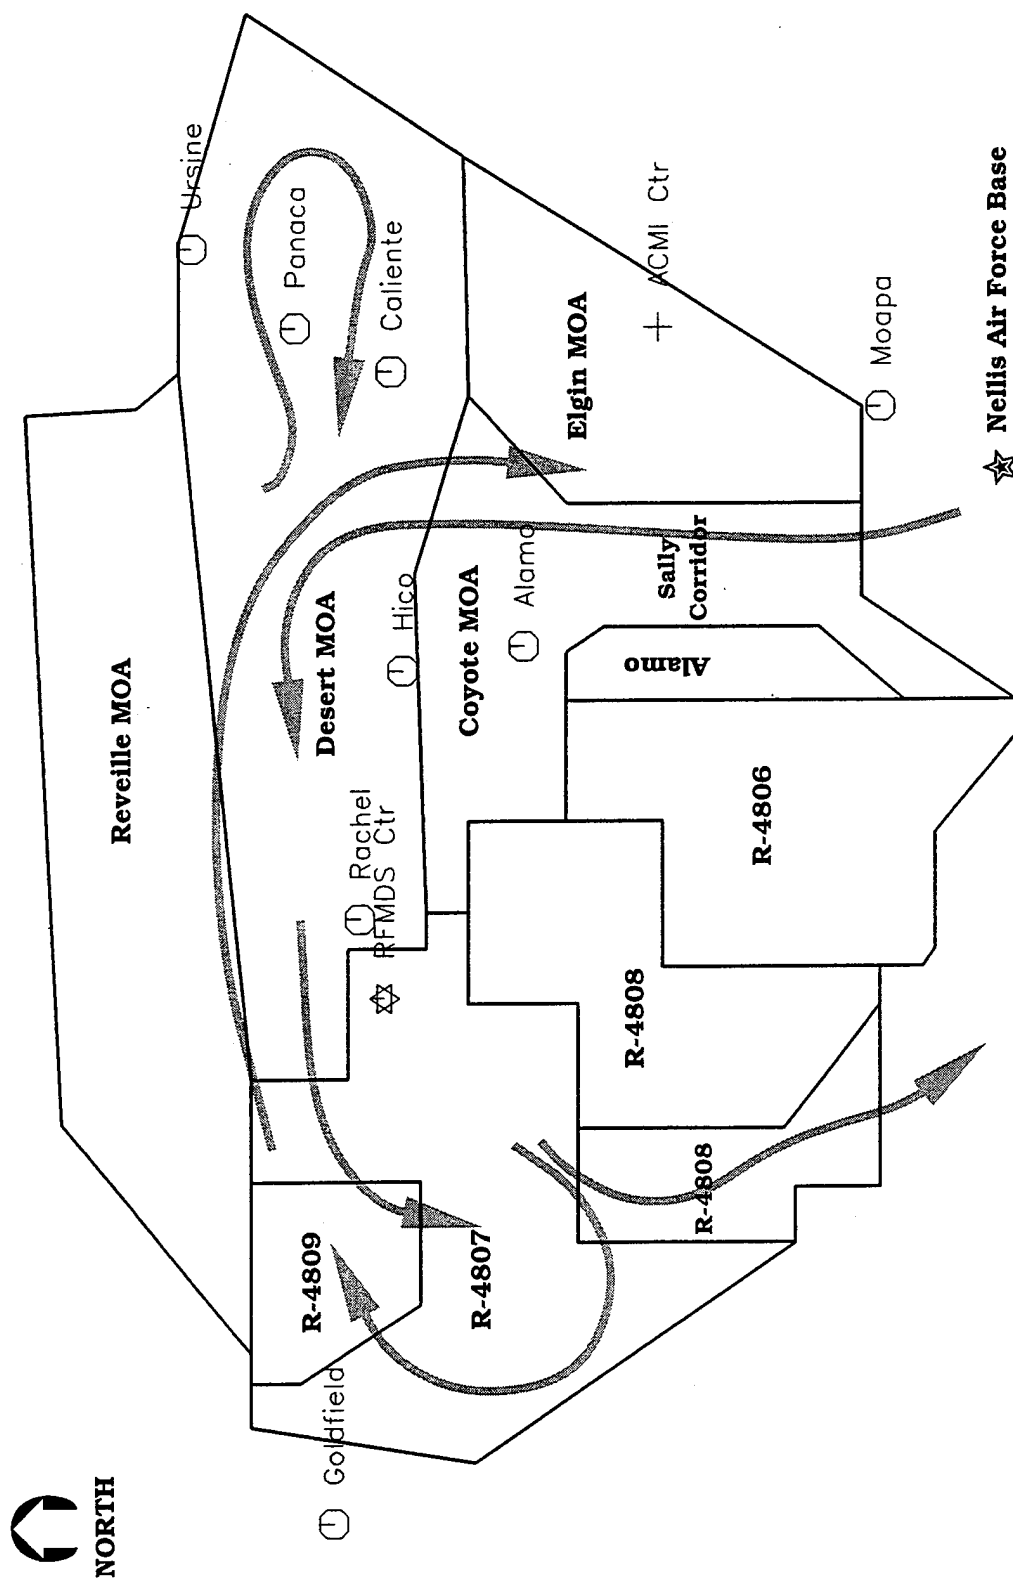 NORTH
Reveille MOA
Ursine
Panaca
Caliente
Desert MOA
Hico
Rachel
RFMDS Ctr
Goldfield
R-4809
R-4807
Coyote MOA
Alamo
Elgin MOA
ACMI Ctr
Sally
Corridor
Alamo
R-4808
R-4808
R-4806
Moapa
Nellis Air Force Base